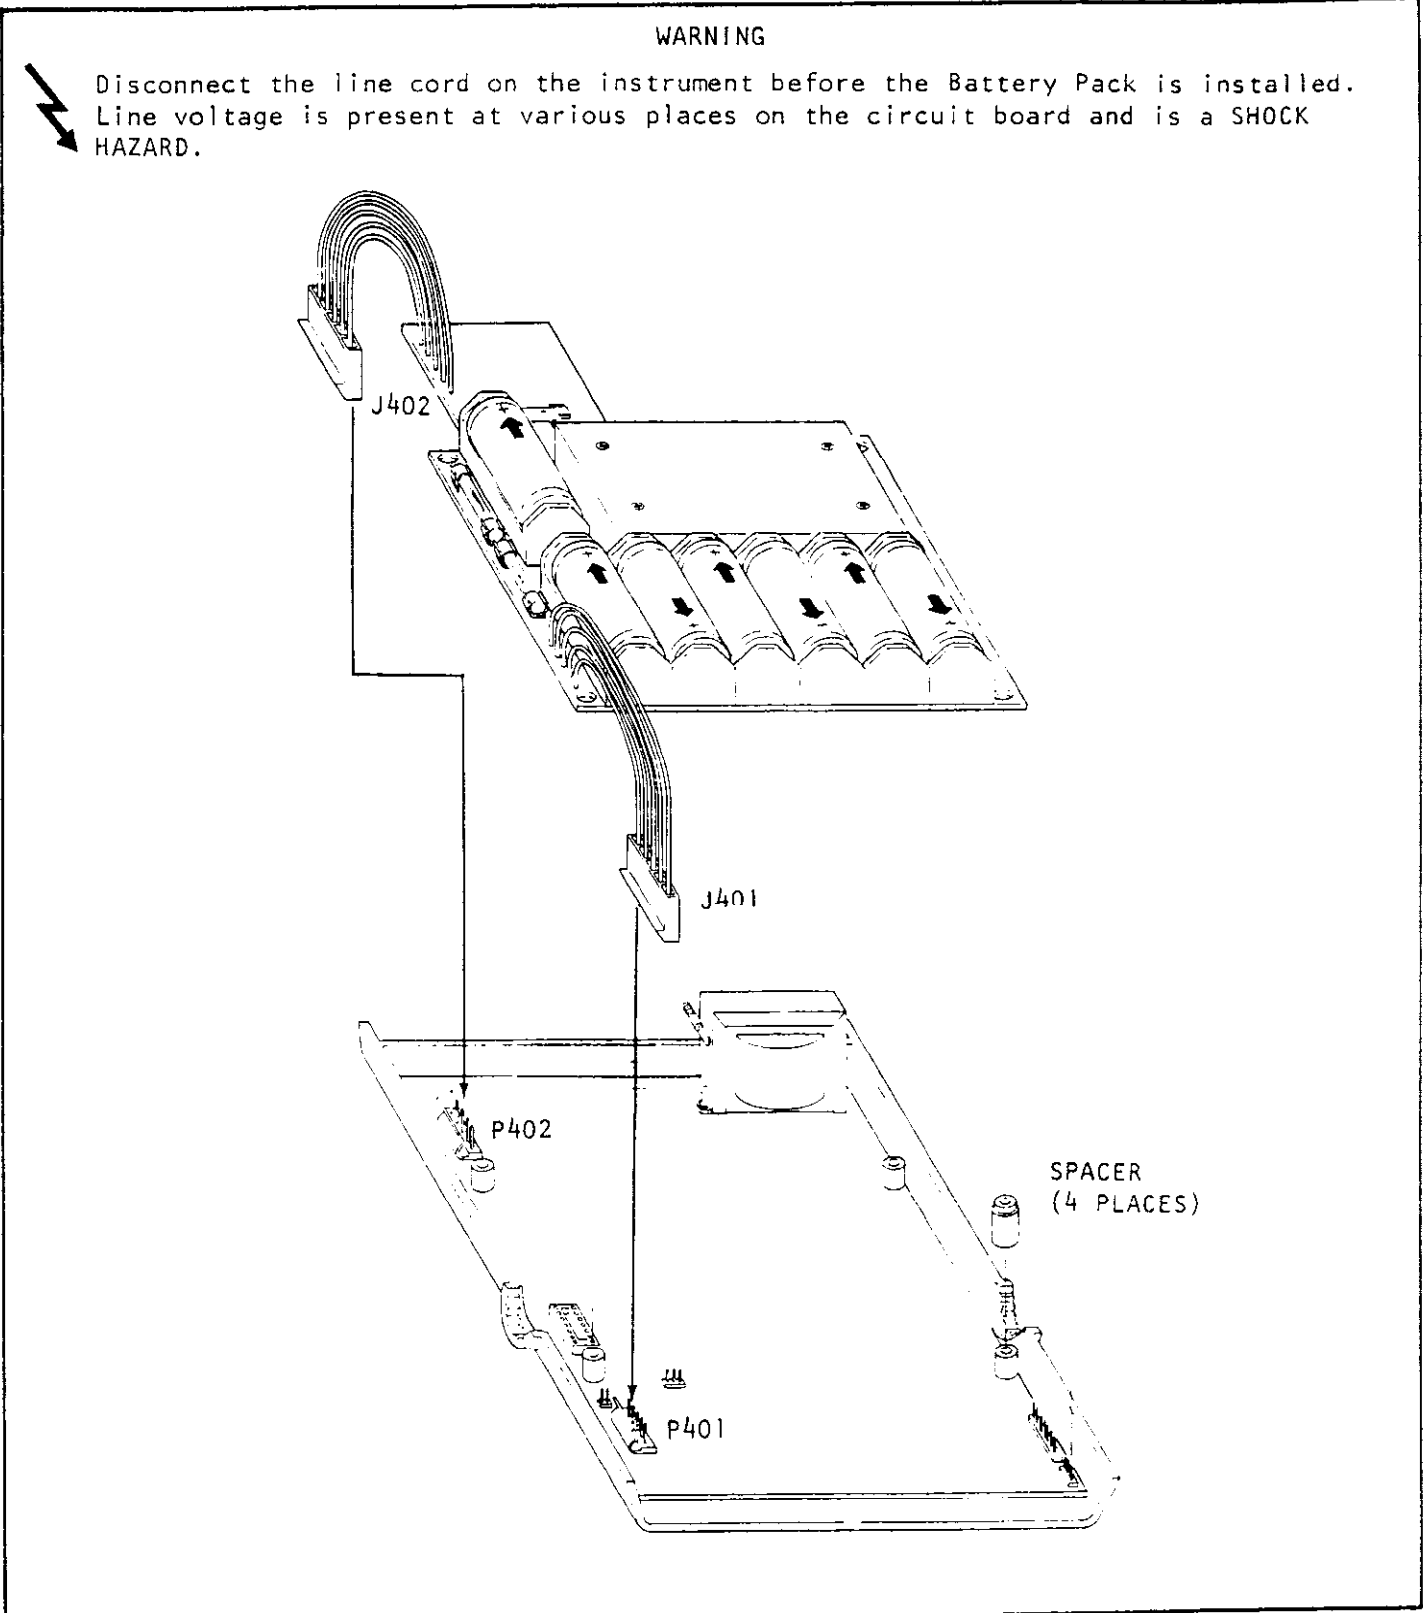 WARNING
Disconnect the line cord on the instrument before the Battery Pack is installed.
Line voltage is present at various places on the circuit board and is a SHOCK
HAZARD.
J402
J401
P402
SPACER
(4 PLACES)
P401